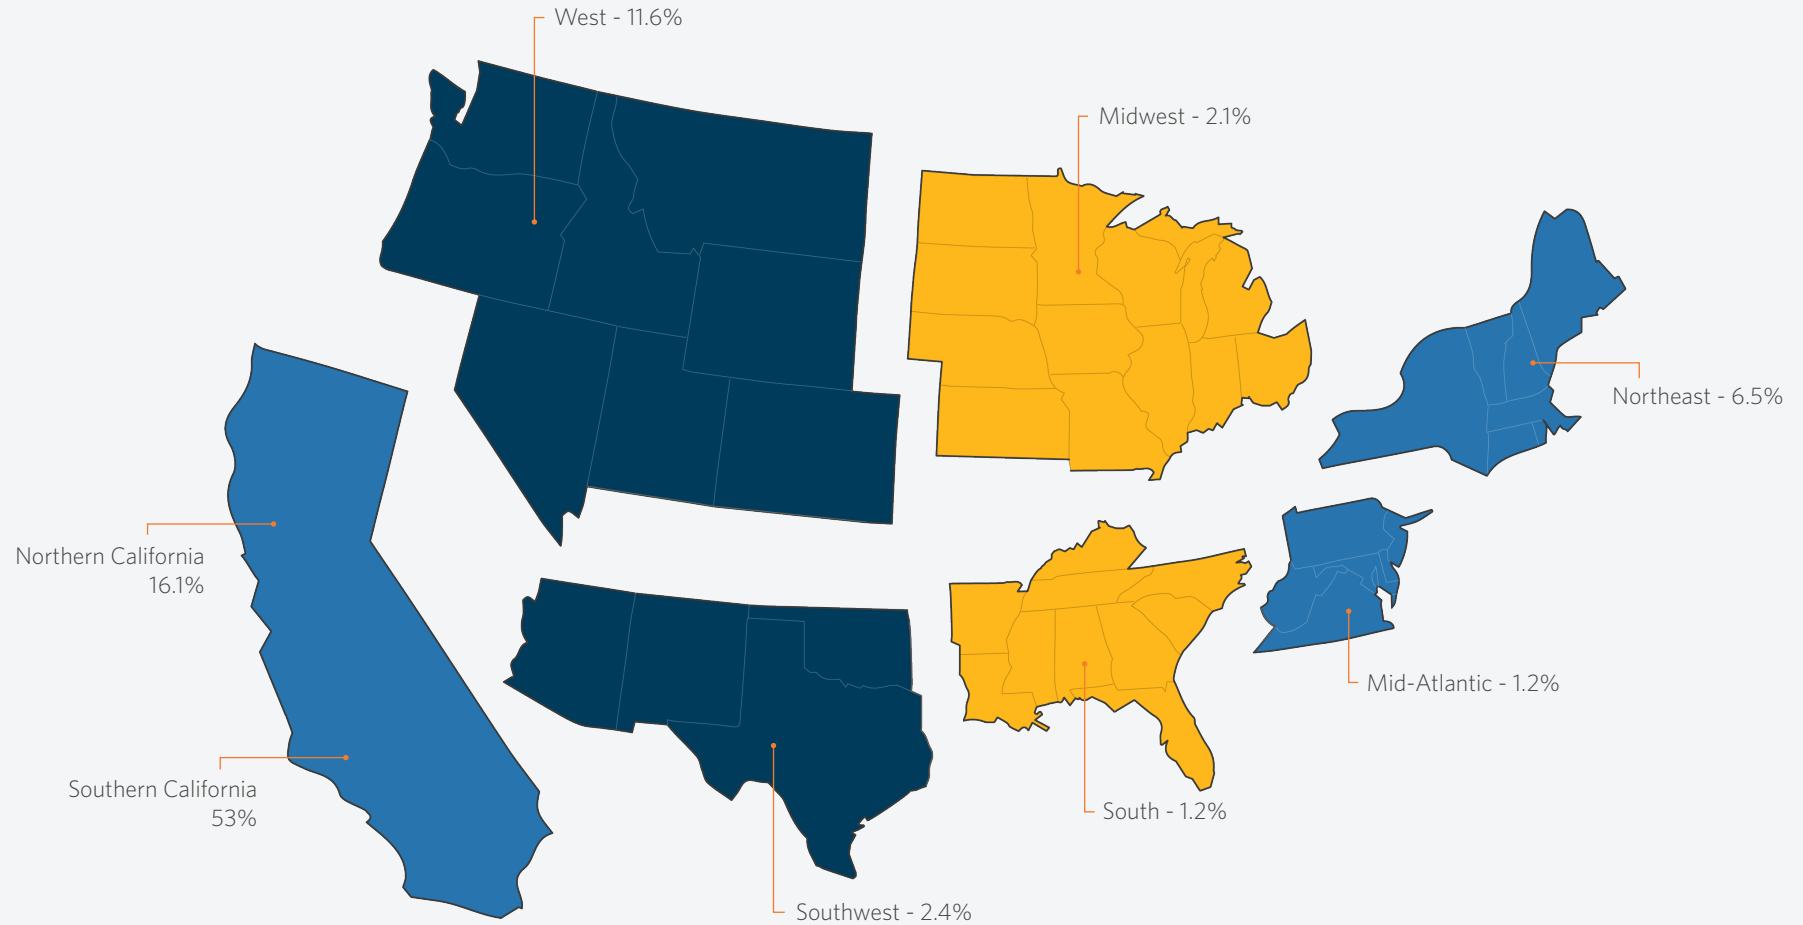 West - 11.6%
Midwest - 2.1%
Northeast - 6.5%
Northern California
16.1%
Mid-Atlantic - 1.2%
Southern California
53%
South - 1.2%
Southwest - 2.4%